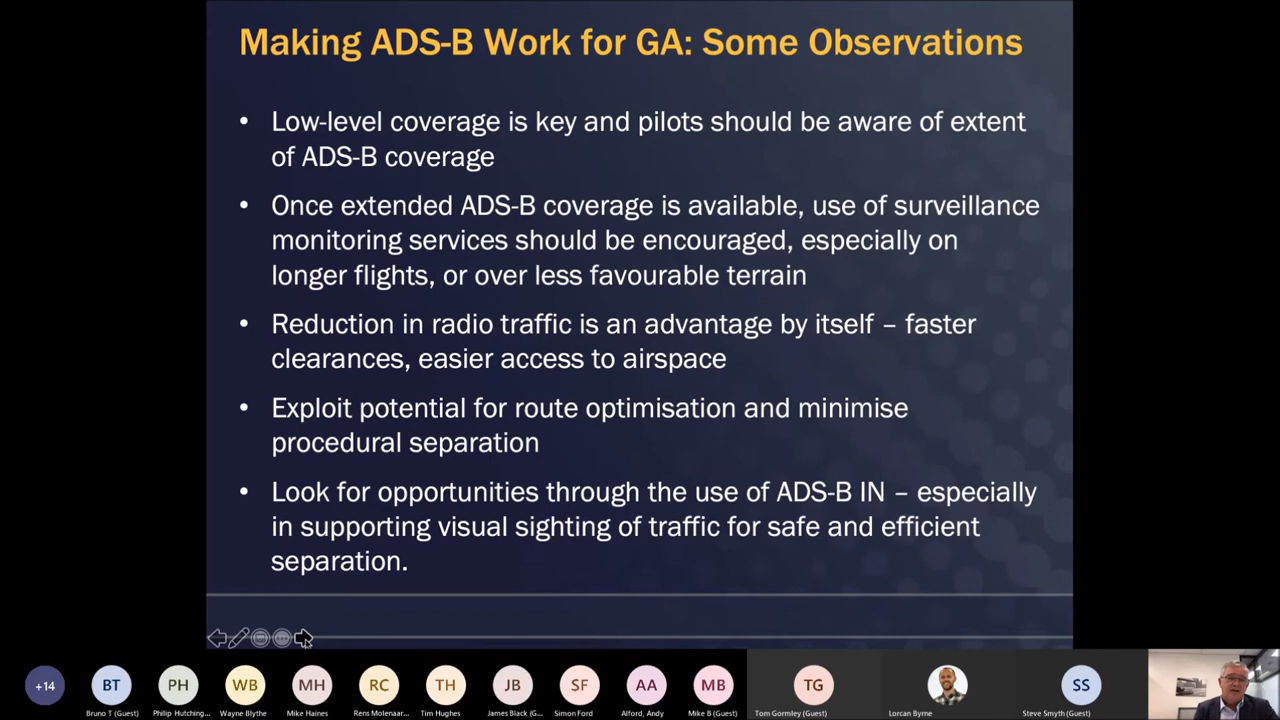 Making ADS-B Work for GA: Some Observations
• Low-level coverage is key and pilots should be aware of extent
of ADS-B coverage
• Once extended ADS-B coverage is available, use of surveillance
monitoring services should be encouraged, especially on
longer flights, or over less favourable terrain
• Reduction in radio traffic is an advantage by itself – faster
clearances, easier access to airspace
• Exploit potential for route optimisation and minimise
procedural separation
• Look for opportunities through the use of ADS-B IN – especially
in supporting visual sighting of traffic for safe and efficient
separation.
+14 BT PH WB MH RC TH JB SF AA MB TG SS
Bruno T (Guest) Philip Hutching... Wayne Blythe Mike Haines Rens Molenaar... Tim Hughes James Black (G... Simon Ford Alford, Andy Mike B (Guest) Tom Gormley (Guest) Lorcan Byrne Steve Smyth (Guest)